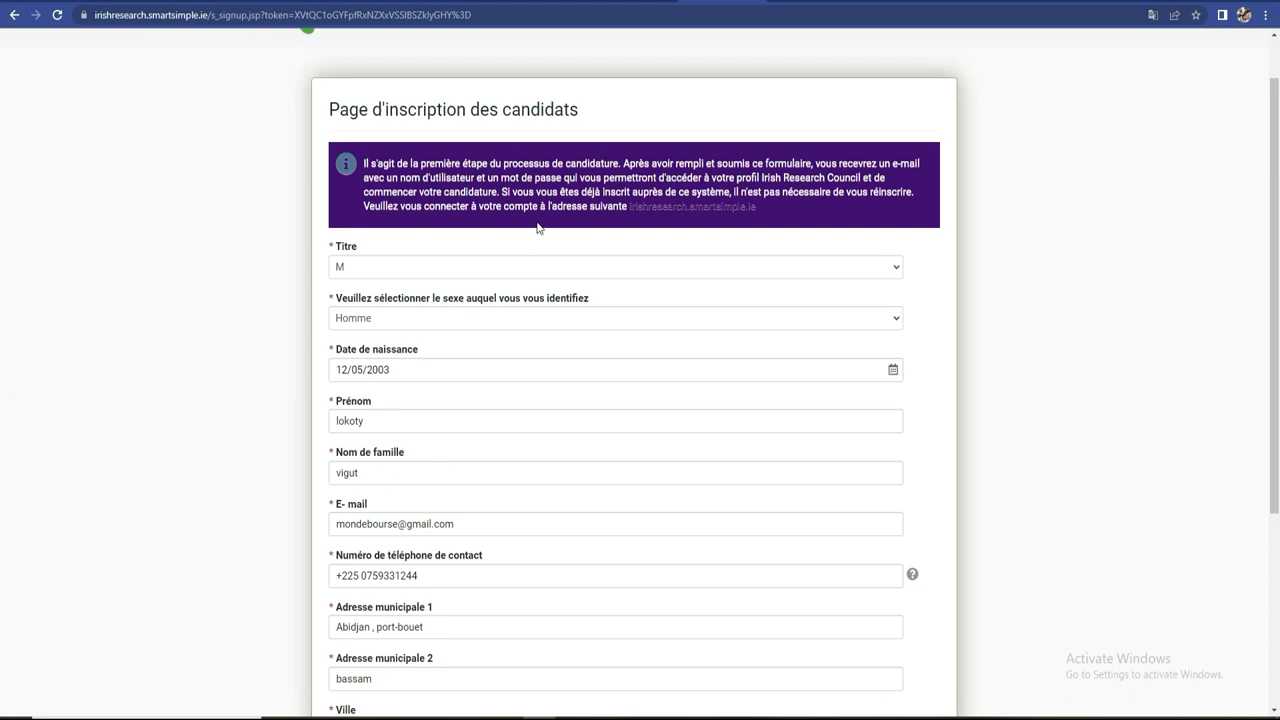 irishresearch.smartsimple.ie/s_signup.jsp?token=XVtQC1oGYFpfRxNZXxVSSlBSZkIyGHY%3D
Page d'inscription des candidats
Il s'agit de la première étape du processus de candidature. Après avoir rempli et soumis ce formulaire, vous recevrez un e-mail
avec un nom d'utilisateur et un mot de passe qui vous permettront d'accéder à votre profil Irish Research Council et de
commencer votre candidature. Si vous vous êtes déjà inscrit auprès de ce système, il n'est pas nécessaire de vous réinscrire.
Veuillez vous connecter à votre compte à l'adresse suivante irishresearch.smartsimple.ie
* Titre
M
* Veuillez sélectionner le sexe auquel vous vous identifiez
Homme
* Date de naissance
12/05/2003
* Prénom
lokoty
* Nom de famille
vigut
* E- mail
mondebourse@gmail.com
* Numéro de téléphone de contact
+225 0759331244
* Adresse municipale 1
Abidjan , port-bouet
* Adresse municipale 2
bassam
* Ville
Activate Windows
Go to Settings to activate Windows.